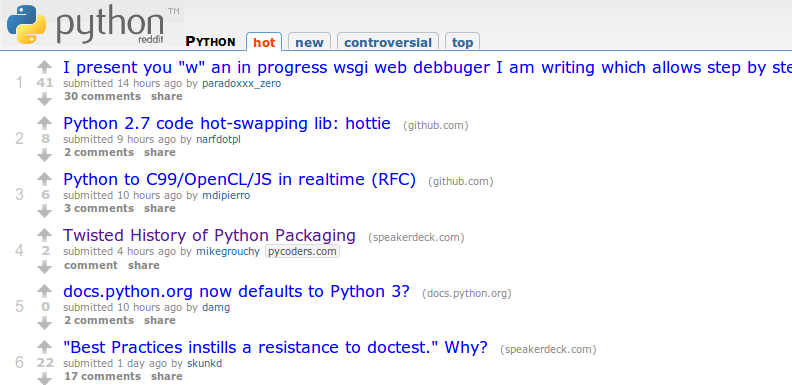 python TM
reddit
PYTHON hot new controversial top
1 41 I present you "w" an in progress wsgi web debbuger I am writing which allows step by ste
submitted 14 hours ago by paradoxxx_zero
30 comments share
2 8 Python 2.7 code hot-swapping lib: hottie (github.com)
submitted 9 hours ago by narfdotpl
2 comments share
3 6 Python to C99/OpenCL/JS in realtime (RFC) (github.com)
submitted 10 hours ago by mdipierro
3 comments share
4 2 Twisted History of Python Packaging (speakerdeck.com)
submitted 4 hours ago by mikegrouchy pycoders.com
comment share
5 0 docs.python.org now defaults to Python 3? (docs.python.org)
submitted 10 hours ago by damg
2 comments share
6 22 "Best Practices instills a resistance to doctest." Why? (speakerdeck.com)
submitted 1 day ago by skunkd
17 comments share